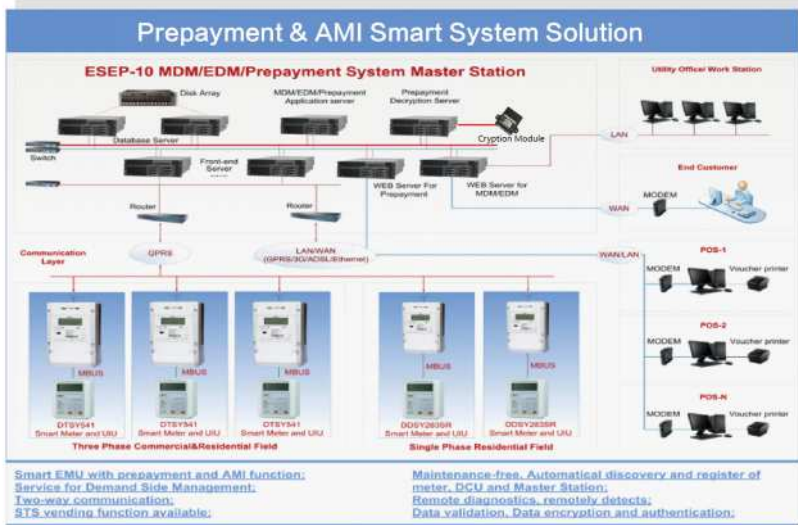 Prepayment & AMI Smart System Solution
ESEP-10 MDM/EDM/Prepayment System Master Station
Disk Array
MDM/EDM/Prepayment
Application server
Prepayment
Decryption Server
Cryption Module
Database Server
Switch
Front-end
Server
WEB Server For
Prepayment
WEB Server for
MDM/EDM
Router
Router
Communication
Layer
GPRS
LAN/WAN
(GPRS/3G/ADSL/Ethernet)
Utility Office/ Work Station
LAN
End Customer
MODEM
WAN
WAN/LAN
POS-1
MODEM
Voucher printer
POS-2
MODEM
Voucher printer
POS-N
MODEM
Voucher printer
MBUS
MBUS
MBUS
MBUS
MBUS
DTSY541
Smart Meter and UIU
DTSY541
Smart Meter and UIU
DTSY541
Smart Meter and UIU
DDSY283SR
Smart Meter and UIU
DDSY283SR
Smart Meter and UIU
Three Phase Commercial&Residential Field
Single Phase Residential Field
Smart EMU with prepayment and AMI function;
Service for Demand Side Management;
Two-way communication;
STS vending function available;
Maintenance-free, Automatical discovery and register of
meter, DCU and Master Station;
Remote diagnostics, remotely detects;
Data validation, Data encryption and authentication;